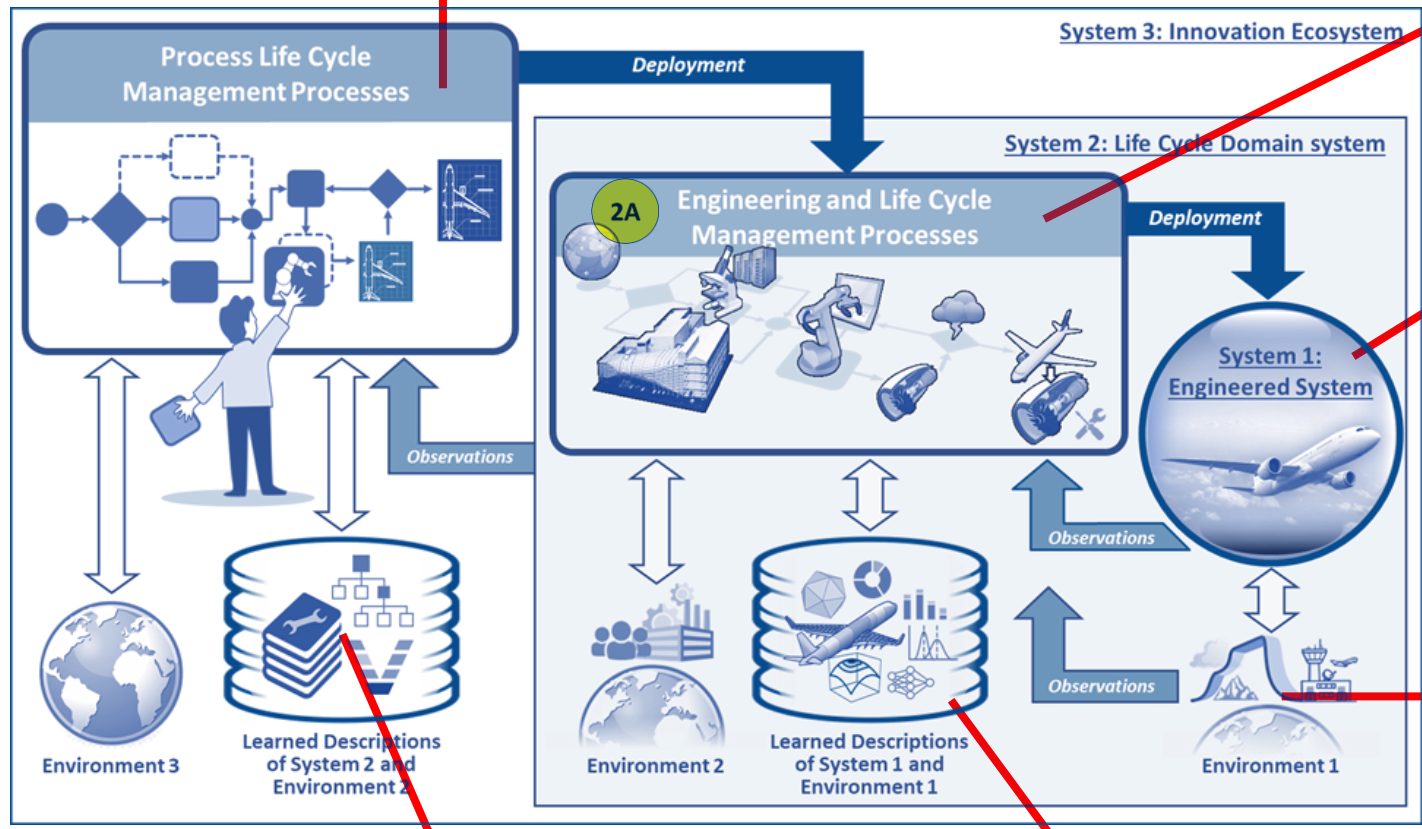 System 3: Innovation Ecosystem
Process Life Cycle
Management Processes
Deployment
System 2: Life Cycle Domain system
2A
Engineering and Life Cycle
Management Processes
Deployment
System 1:
Engineered System
Observations
Observations
Observations
Environment 3
Learned Descriptions
of System 2 and
Environment 2
Environment 2
Learned Descriptions
of System 1 and
Environment 1
Environment 1